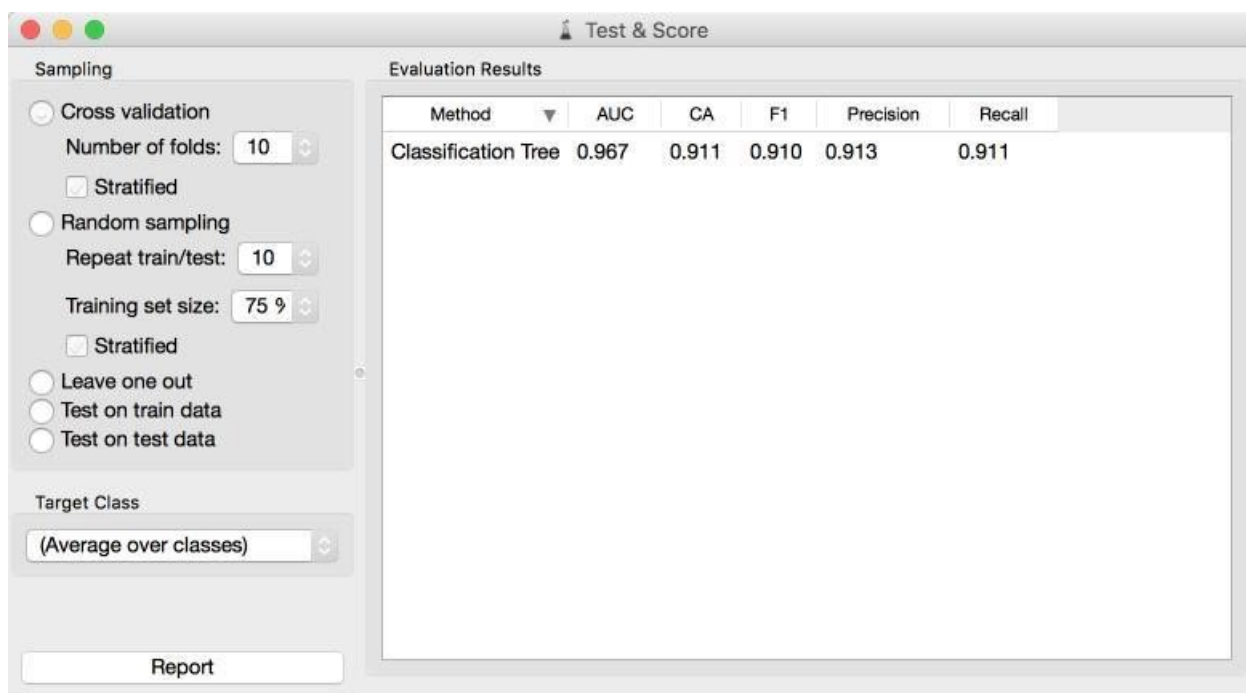 Test & Score
Sampling
Cross validation
Number of folds: 10
Stratified
Random sampling
Repeat train/test: 10
Training set size: 75 %
Stratified
Leave one out
Test on train data
Test on test data
Target Class
(Average over classes)
Report
Evaluation Results
Method AUC CA F1 Precision Recall
Classification Tree 0.967 0.911 0.910 0.913 0.911